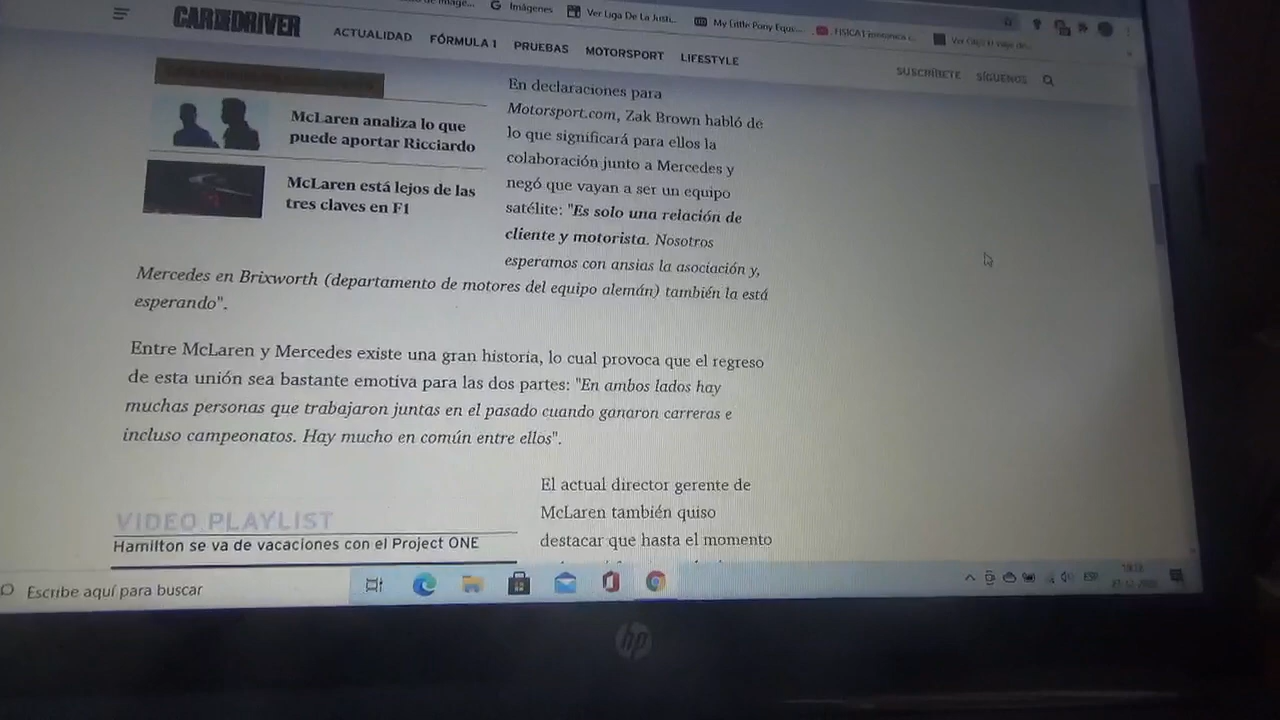 Imágenes
Ver Liga De La Justi...
My Little Pony Eque...
CAR AND DRIVER
ACTUALIDAD FÓRMULA 1 PRUEBAS MOTORSPORT LIFESTYLE
SUSCRÍBETE SÍGUENOS
McLaren analiza lo que
puede aportar Ricciardo
McLaren está lejos de las
tres claves en F1
En declaraciones para
Motorsport.com, Zak Brown habló de
lo que significará para ellos la
colaboración junto a Mercedes y
negó que vayan a ser un equipo
satélite: "Es solo una relación de
cliente y motorista. Nosotros
esperamos con ansias la asociación y,
Mercedes en Brixworth (departamento de motores del equipo alemán) también la está
esperando".
Entre McLaren y Mercedes existe una gran historia, lo cual provoca que el regreso
de esta unión sea bastante emotiva para las dos partes: "En ambos lados hay
muchas personas que trabajaron juntas en el pasado cuando ganaron carreras e
incluso campeonatos. Hay mucho en común entre ellos".
VIDEO PLAYLIST
Hamilton se va de vacaciones con el Project ONE
El actual director gerente de
McLaren también quiso
destacar que hasta el momento
Escribe aquí para buscar
ESP
hp